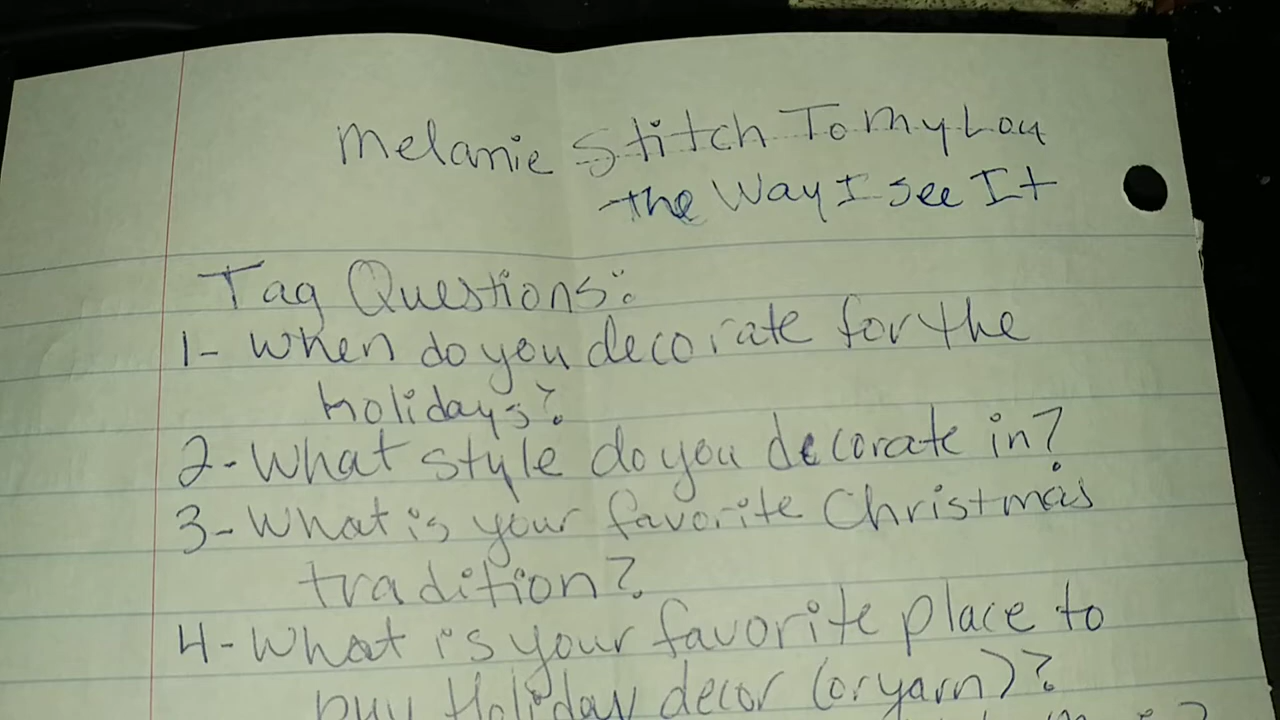 Melanie Stitch To My Lou
the Way I see It
Tag Questions:
1- When do you decorate for the
holidays?
2- What style do you decorate in?
3- What is your favorite Christmas
tradition?
4- What is your favorite place to
buy Holiday decor (or yarn)?